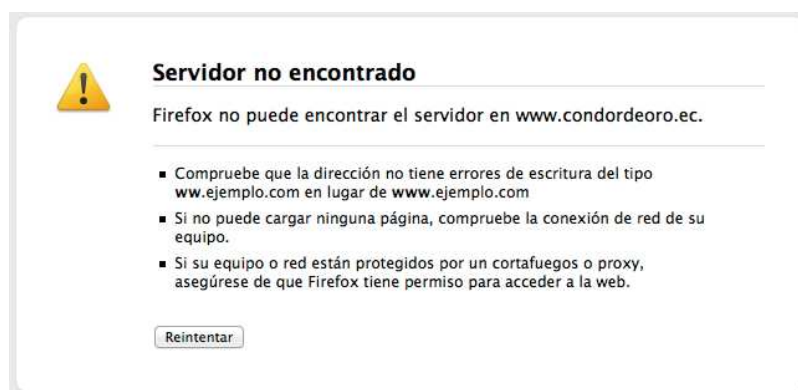 Servidor no encontrado
Firefox no puede encontrar el servidor en www.condordeoro.ec.
Compruebe que la dirección no tiene errores de escritura del tipo
ww.ejemplo.com en lugar de www.ejemplo.com
Si no puede cargar ninguna página, compruebe la conexión de red de su
equipo.
Si su equipo o red están protegidos por un cortafuegos o proxy,
asegúrese de que Firefox tiene permiso para acceder a la web.
Reintentar